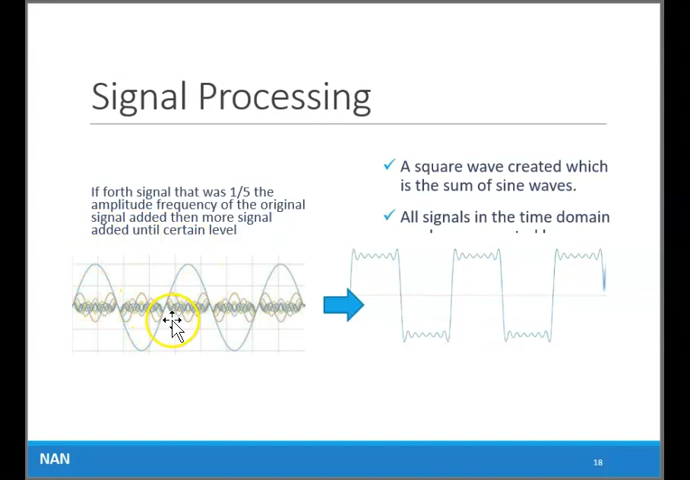 Signal Processing
If forth signal that was 1/5 the
amplitude frequency of the original
signal added then more signal
added until certain level
A square wave created which
is the sum of sine waves.
All signals in the time domain
NAN
18